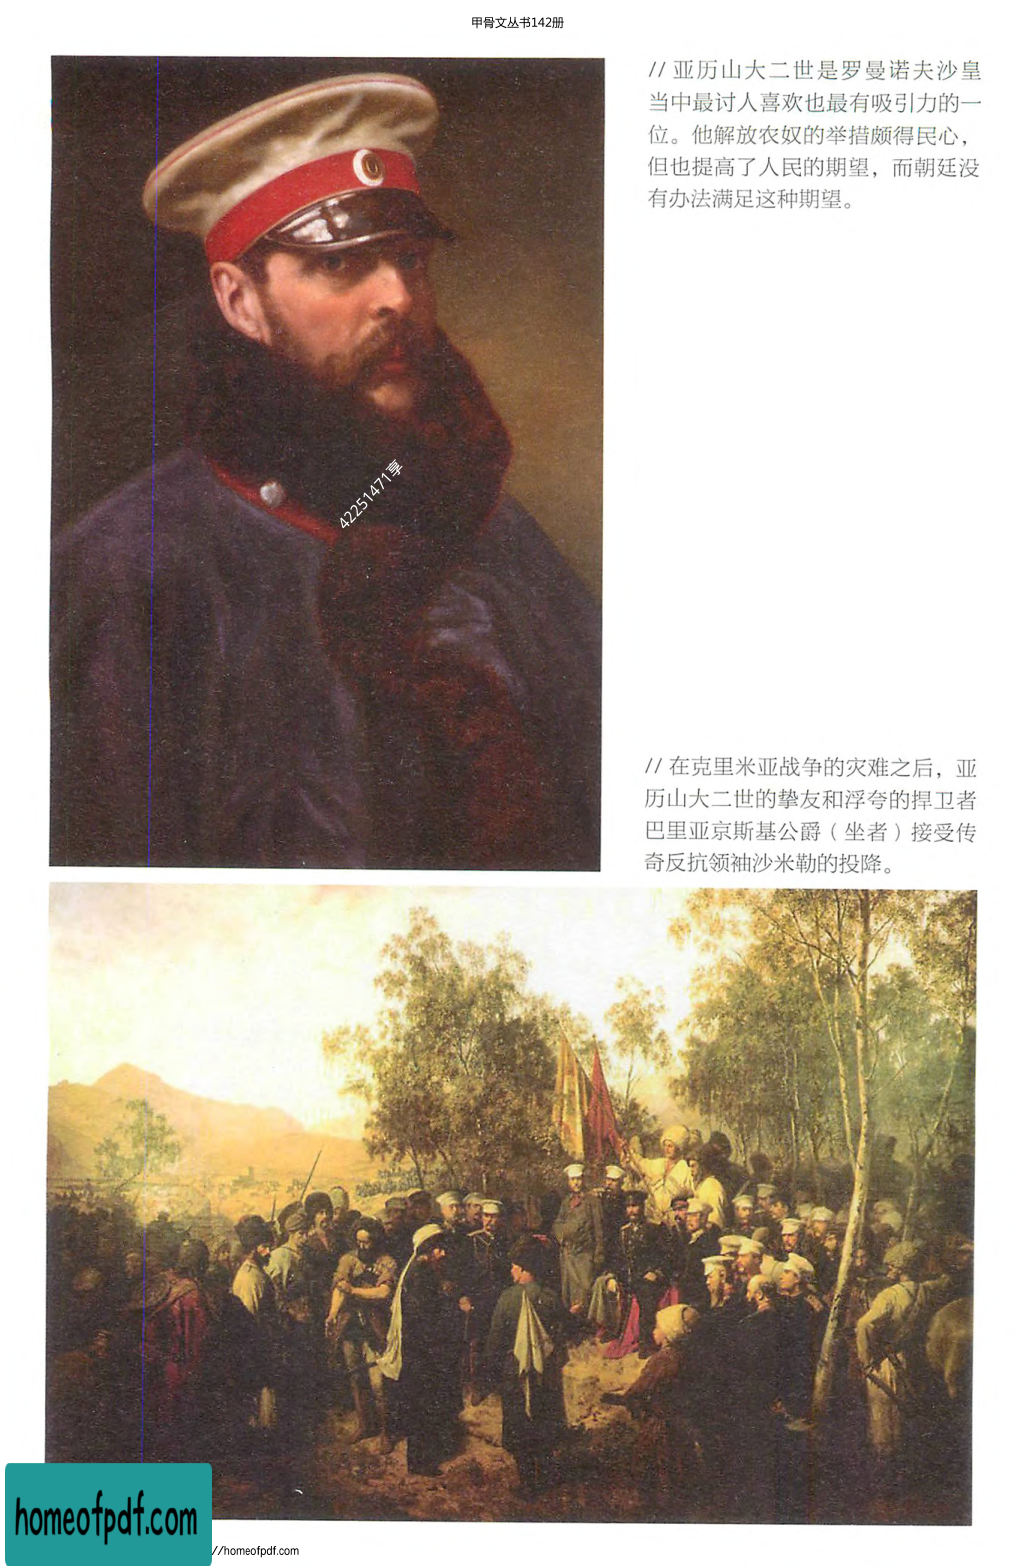 甲骨文丛书142册
// 亚历山大二世是罗曼诺夫沙皇
当中最讨人喜欢也最有吸引力的一
位。他解放农奴的举措颇得民心，
但也提高了人民的期望，而朝廷没
有办法满足这种期望。
42251471享
// 在克里米亚战争的灾难之后，亚
历山大二世的挚友和浮夸的捍卫者
巴里亚京斯基公爵（坐者）接受传
奇反抗领袖沙米勒的投降。
homeofpdf.com
//homeofpdf.com